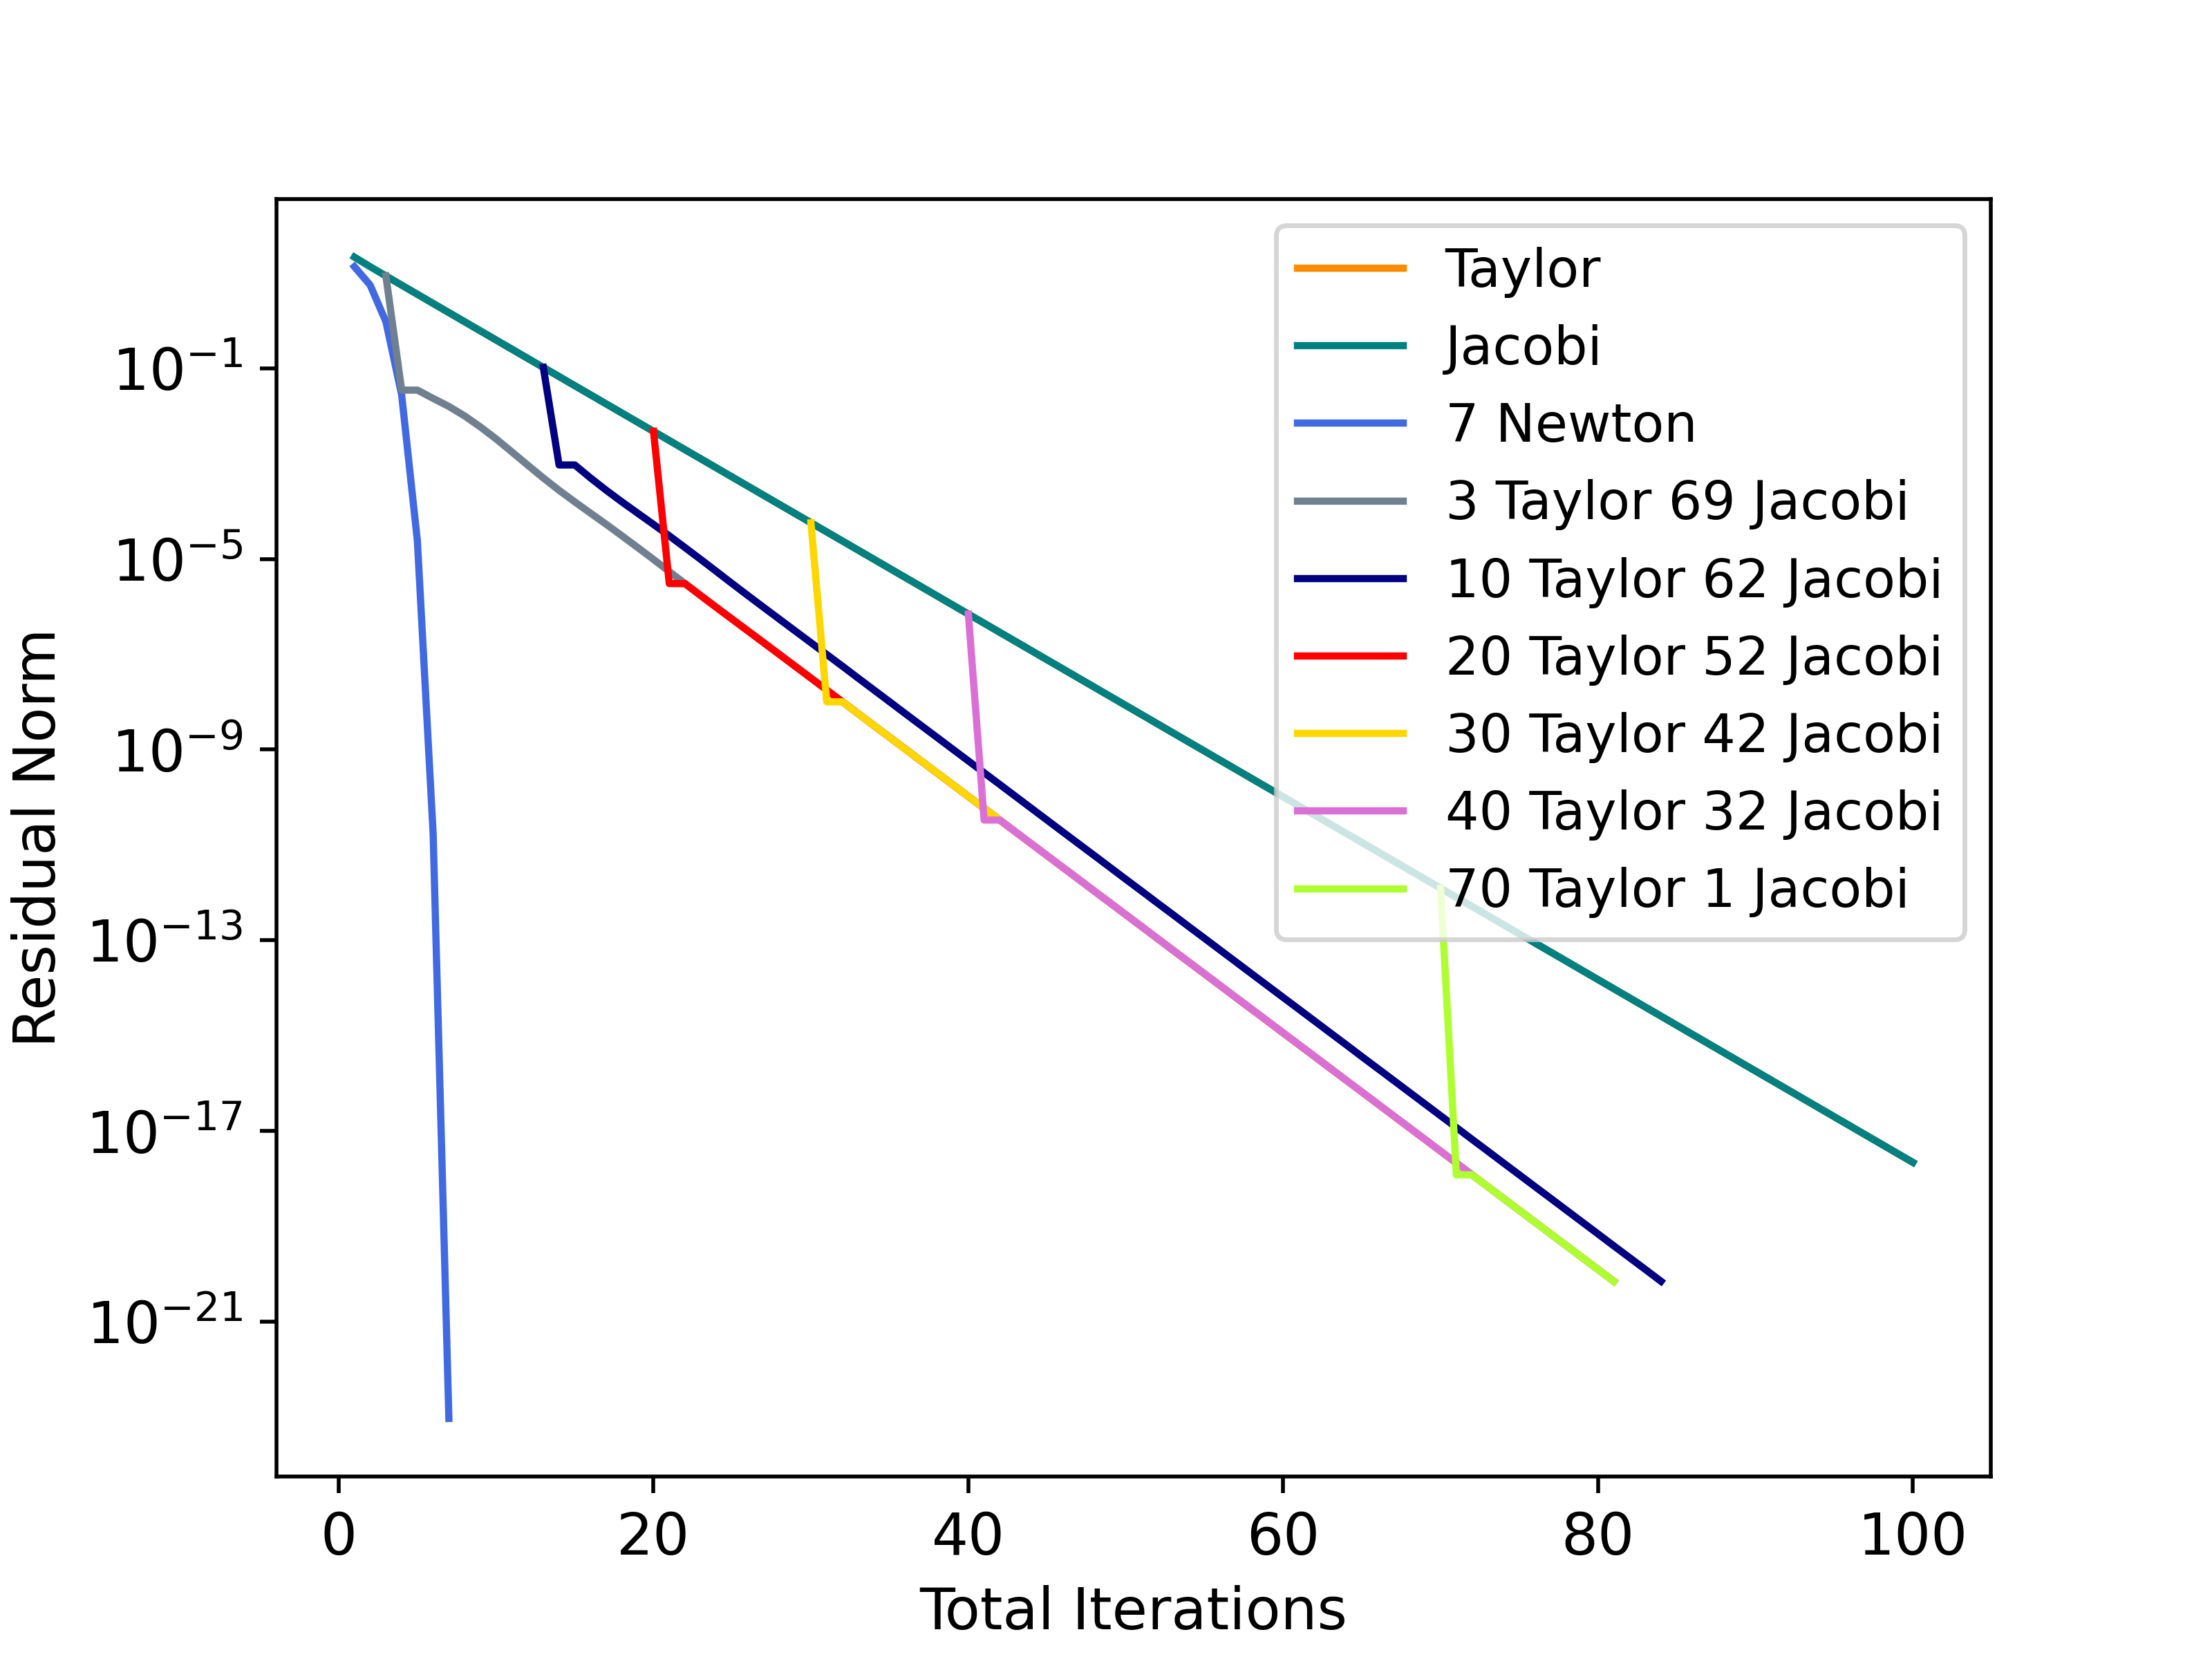 Taylor
Jacobi
7 Newton
3 Taylor 69 Jacobi
10 Taylor 62 Jacobi
20 Taylor 52 Jacobi
30 Taylor 42 Jacobi
40 Taylor 32 Jacobi
70 Taylor 1 Jacobi
10⁻¹
10⁻⁵
10⁻⁹
10⁻¹³
10⁻¹⁷
10⁻²¹
Residual Norm
0 20 40 60 80 100
Total Iterations